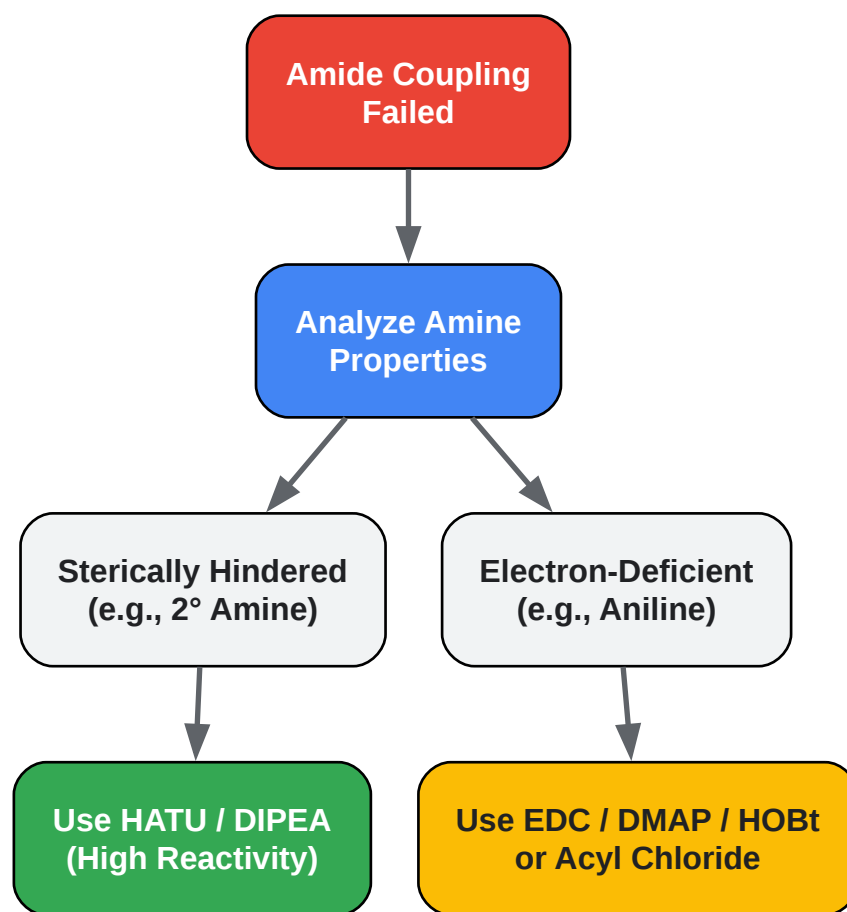 Amide Coupling
Failed
Analyze Amine
Properties
Sterically Hindered
(e.g., 2° Amine)
Electron-Deficient
(e.g., Aniline)
Use HATU / DIPEA
(High Reactivity)
Use EDC / DMAP / HOBt
or Acyl Chloride